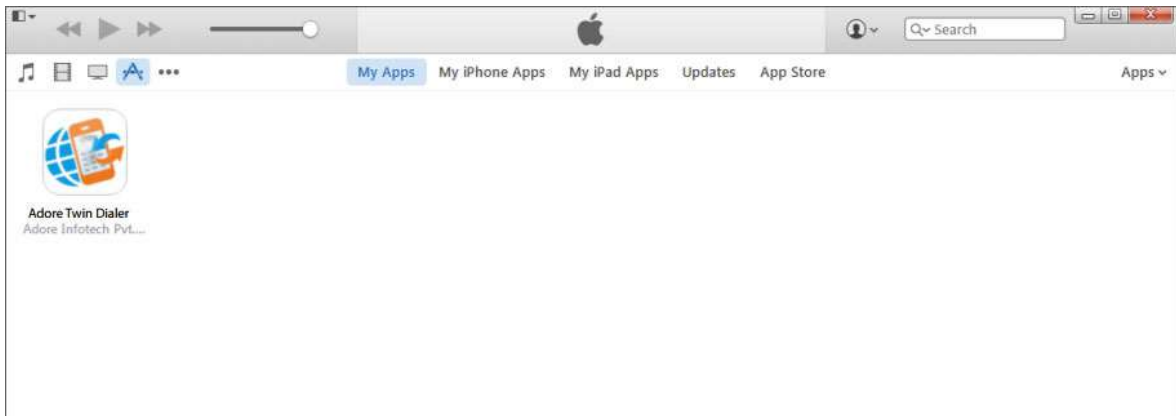 Search
My Apps My iPhone Apps My iPad Apps Updates App Store Apps
Adore Twin Dialer
Adore Infotech Pvt....